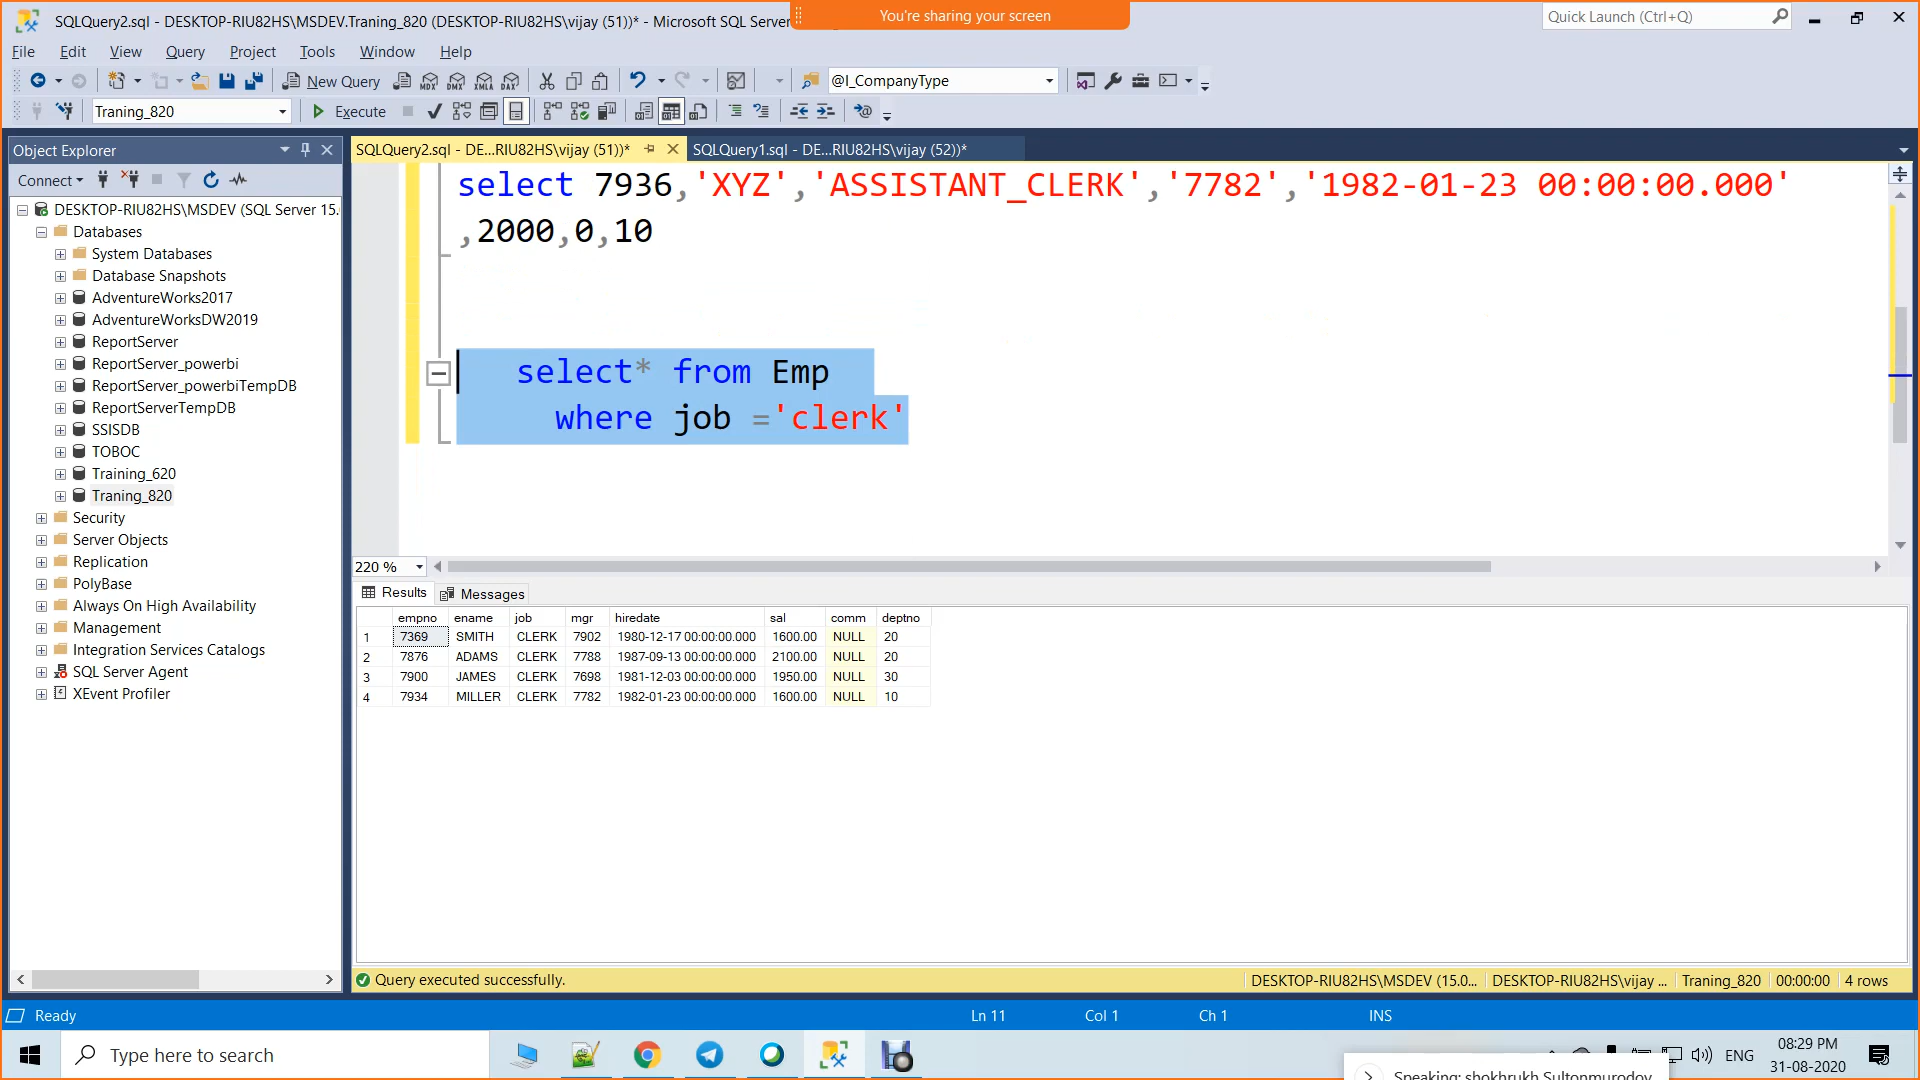 SQLQuery2.sql - DESKTOP-RIU82HS\MSDEV.Traning_820 (DESKTOP-RIU82HS\vijay (51))* - Microsoft SQL Server
You're sharing your screen
Quick Launch (Ctrl+Q)
File Edit View Query Project Tools Window Help
New Query MDX DMX XMLA DAX @I_CompanyType
Traning_820 Execute
Object Explorer
SQLQuery2.sql - DE...RIU82HS\vijay (51))* SQLQuery1.sql - DE...RIU82HS\vijay (52))*
Connect
DESKTOP-RIU82HS\MSDEV (SQL Server 15.
Databases
System Databases
Database Snapshots
AdventureWorks2017
AdventureWorksDW2019
ReportServer
ReportServer_powerbi
ReportServer_powerbiTempDB
ReportServerTempDB
SSISDB
TOBOC
Training_620
Traning_820
Security
Server Objects
Replication
PolyBase
Always On High Availability
Management
Integration Services Catalogs
SQL Server Agent
XEvent Profiler
select 7936,'XYZ','ASSISTANT_CLERK','7782','1982-01-23 00:00:00.000'
,2000,0,10
select* from Emp
where job ='clerk'
220 %
Results Messages
empno ename job mgr hiredate sal comm deptno
1 7369 SMITH CLERK 7902 1980-12-17 00:00:00.000 1600.00 NULL 20
2 7876 ADAMS CLERK 7788 1987-09-13 00:00:00.000 2100.00 NULL 20
3 7900 JAMES CLERK 7698 1981-12-03 00:00:00.000 1950.00 NULL 30
4 7934 MILLER CLERK 7782 1982-01-23 00:00:00.000 1600.00 NULL 10
Query executed successfully. DESKTOP-RIU82HS\MSDEV (15.0... DESKTOP-RIU82HS\vijay ... Traning_820 00:00:00 4 rows
Ready Ln 11 Col 1 Ch 1 INS
Type here to search
ENG 08:29 PM
31-08-2020
Speaking: shokhrukh Sultonmurodov